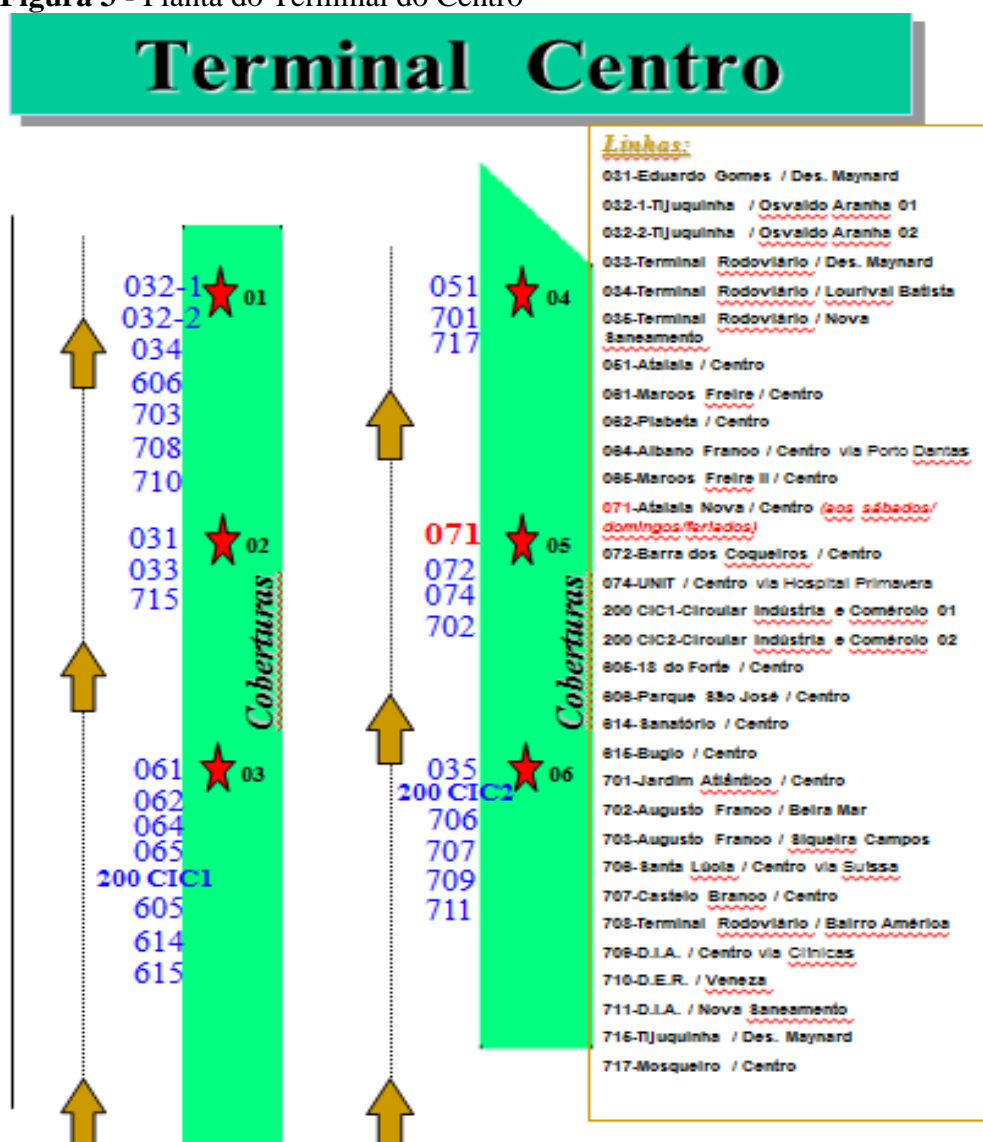 Figura 3 - Planta do Terminal do Centro
Terminal Centro
032-1
032-2
034
606
703
708
710
01
031
033
715
02
Coberturas
061
062
064
065
200 CIC1
605
614
615
03
051
701
717
04
071
072
074
702
05
Coberturas
035
200 CIC2
706
707
709
711
06
Linhas:
031-Eduardo Gomes / Des. Maynard
032-1-Tijuquinha / Osvaldo Aranha 01
032-2-Tijuquinha / Osvaldo Aranha 02
033-Terminal Rodoviário / Des. Maynard
034-Terminal Rodoviário / Lourival Batista
035-Terminal Rodoviário / Nova
Saneamento
051-Atalaia / Centro
061-Marcos Freire / Centro
062-Piabeta / Centro
064-Albano Franco / Centro via Porto Dantas
065-Marcos Freire II / Centro
071-Atalaia Nova / Centro (aos sábados/
domingos/feriados)
072-Barra dos Coqueiros / Centro
074-UNIT / Centro via Hospital Primavera
200 CIC1-Circular Indústria e Comércio 01
200 CIC2-Circular Indústria e Comércio 02
605-18 do Forte / Centro
606-Parque São José / Centro
614-Sanatório / Centro
615-Bugio / Centro
701-Jardim Atlântico / Centro
702-Augusto Franco / Beira Mar
703-Augusto Franco / Siqueira Campos
706-Santa Lúcia / Centro via Suissa
707-Castelo Branco / Centro
708-Terminal Rodoviário / Bairro América
709-D.I.A. / Centro via Clínicas
710-D.E.R. / Veneza
711-D.I.A. / Nova Saneamento
715-Tijuquinha / Des. Maynard
717-Mosqueiro / Centro